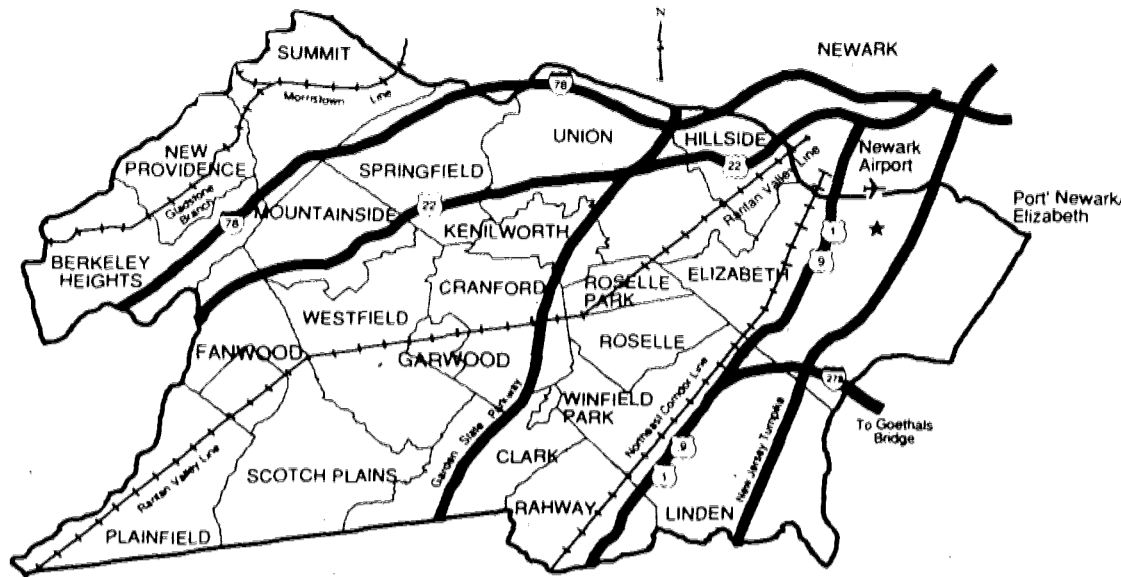 N
SUMMIT
NEWARK
78
Morristown Line
UNION
HILLSIDE
NEW
PROVIDENCE
SPRINGFIELD
22
Raritan Valley Line
Newark
Airport
Gladstone
Branch
78
MOUNTAINSIDE
22
KENILWORTH
1
9
Port' Newark/
Elizabeth
BERKELEY
HEIGHTS
CRANFORD
ROSELLE
PARK
ELIZABETH
WESTFIELD
FANWOOD
GARWOOD
ROSELLE
WINFIELD
PARK
To Goethals
Bridge
Garden State Parkway
Northeast Corridor Line
New Jersey Turnpike
Raritan Valley Line
SCOTCH PLAINS
CLARK
9
1
RAHWAY
LINDEN
PLAINFIELD